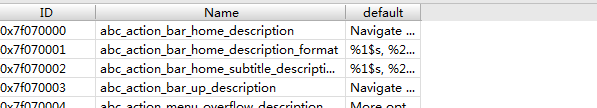 ID Name default
0x7f070000 abc_action_bar_home_description Navigate ...
0x7f070001 abc_action_bar_home_description_format %1$s, %2...
0x7f070002 abc_action_bar_home_subtitle_descripti... %1$s, %2...
0x7f070003 abc_action_bar_up_description Navigate ...
0x7f070004 abc_action_menu_overflow_description More opt...